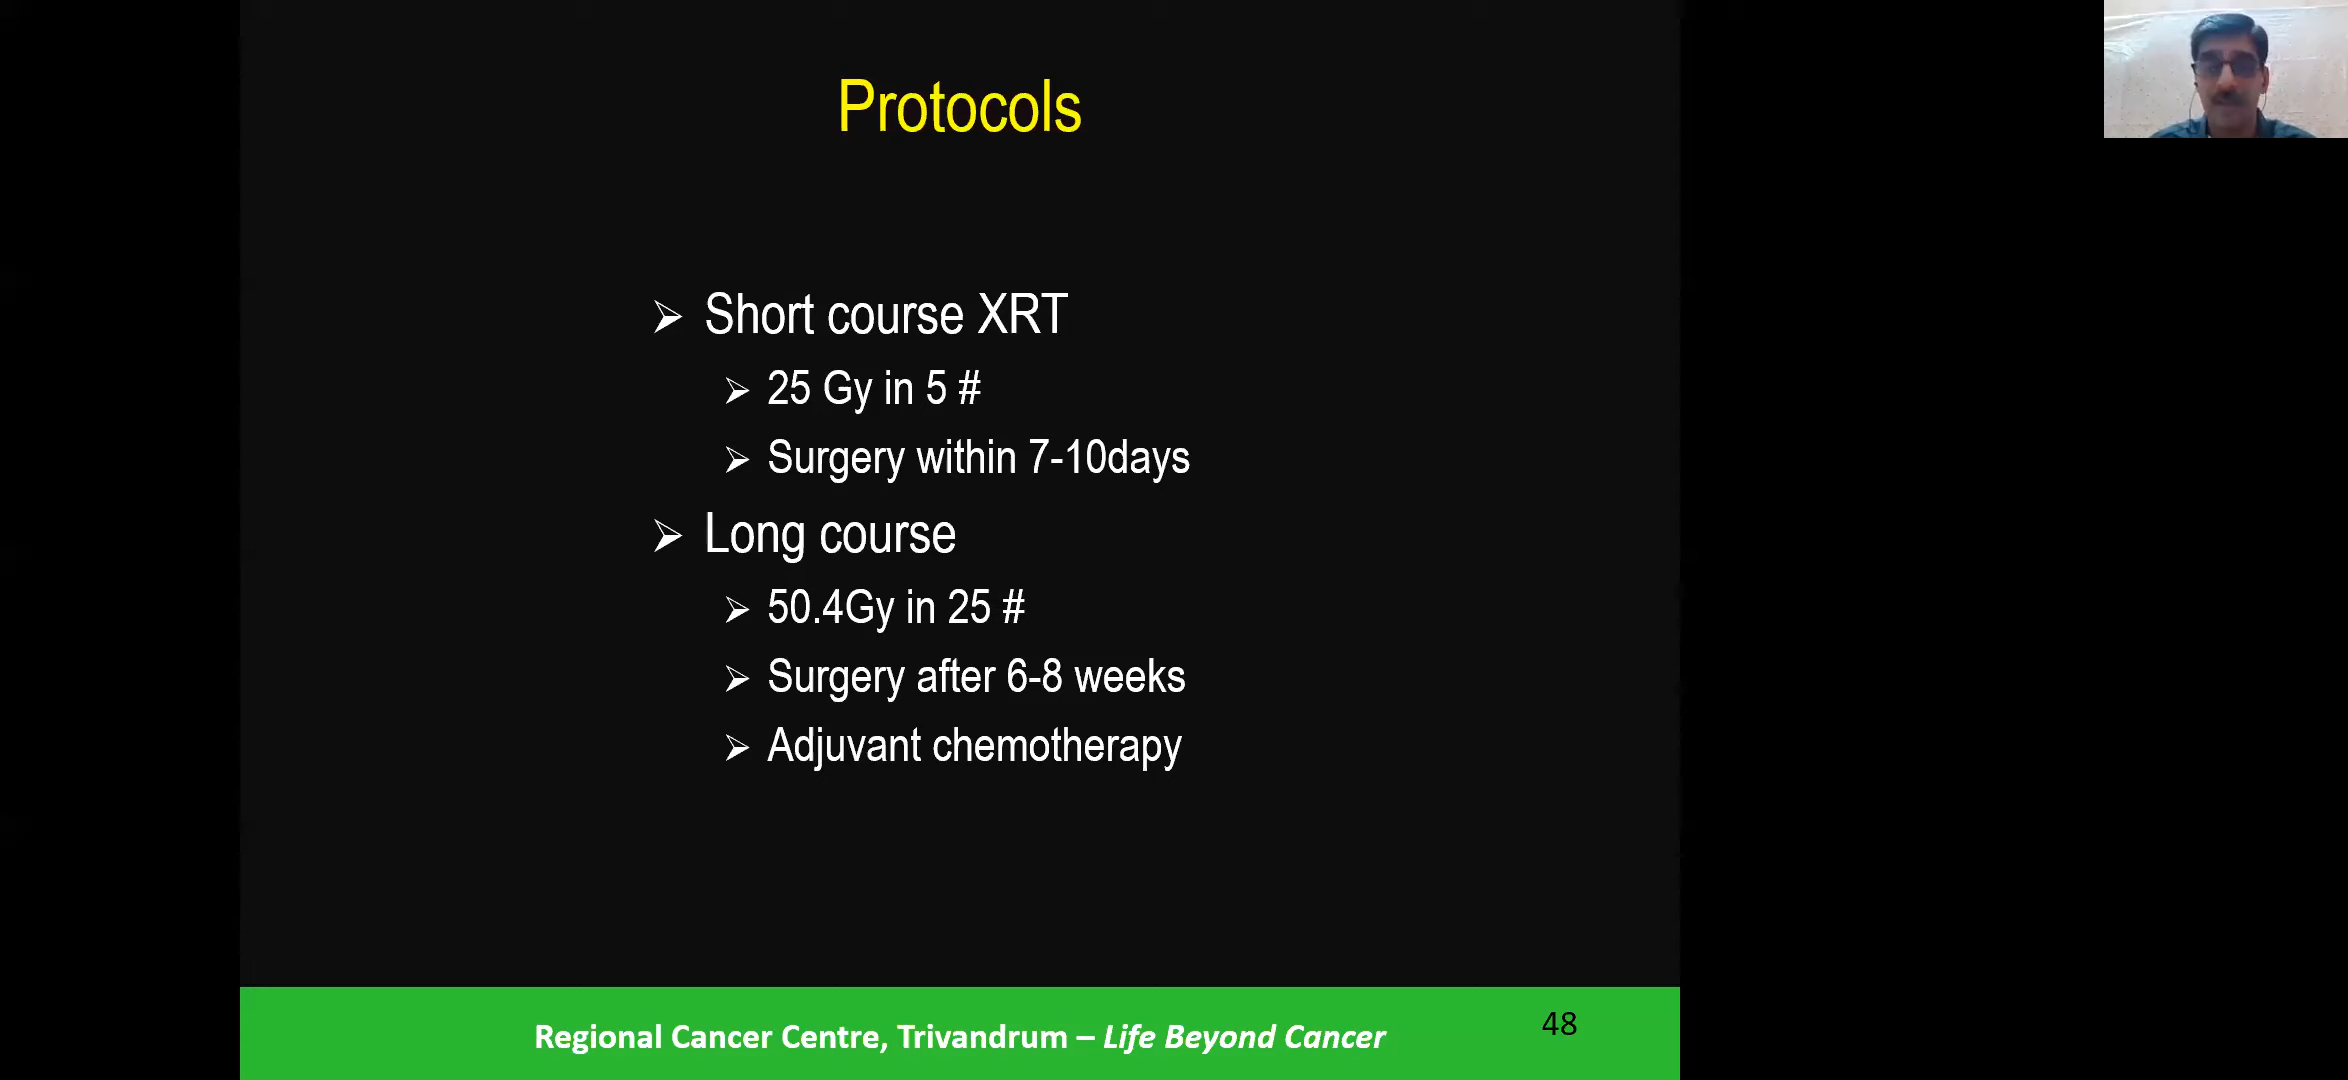 Protocols
Short course XRT
25 Gy in 5 #
Surgery within 7-10days
Long course
50.4Gy in 25 #
Surgery after 6-8 weeks
Adjuvant chemotherapy
Regional Cancer Centre, Trivandrum – Life Beyond Cancer
48